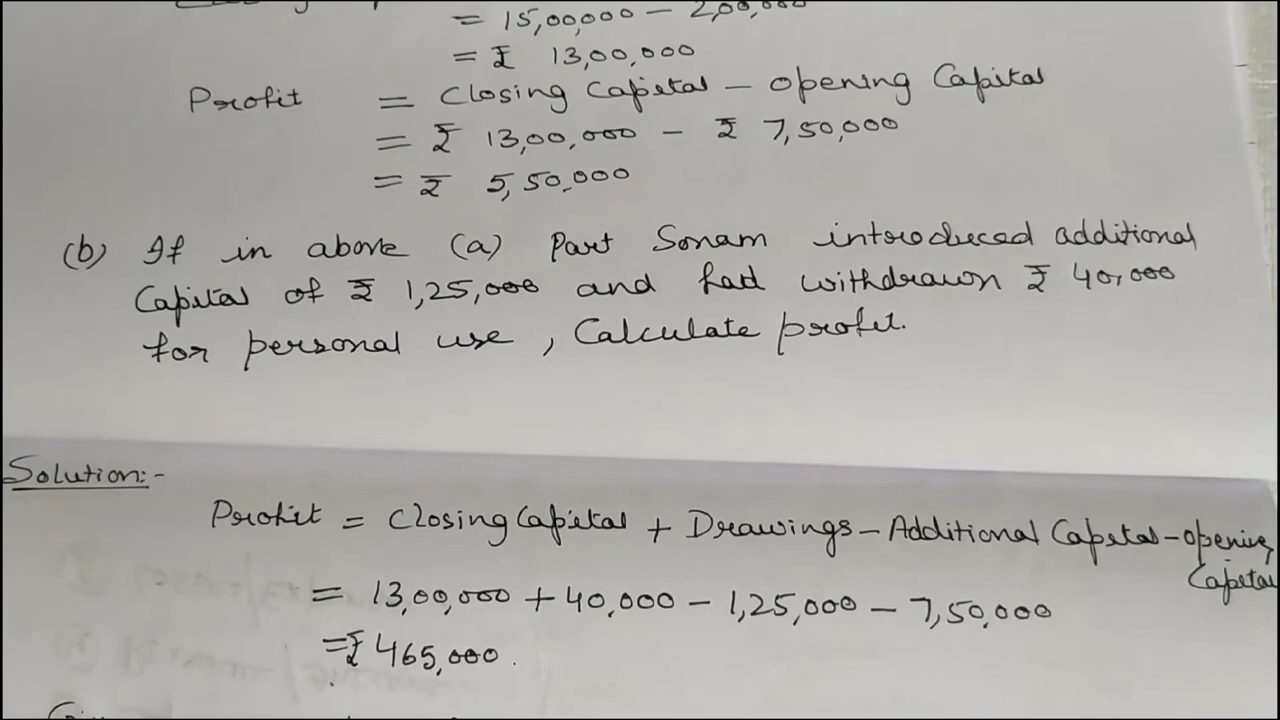 = 15,00,000 – 2,00,000
= ₹ 13,00,000
Profit = Closing Capital – opening Capital
= ₹ 13,00,000 – ₹ 7,50,000
= ₹ 5,50,000
(b) If in above (a) Part Sonam introduced additional
Capital of ₹ 1,25,000 and had withdrawn ₹ 40,000
for personal use, Calculate profit.
Solution:-
Profit = Closing Capital + Drawings – Additional Capital – opening
Capital
= 13,00,000 + 40,000 – 1,25,000 – 7,50,000
= ₹ 465,000.